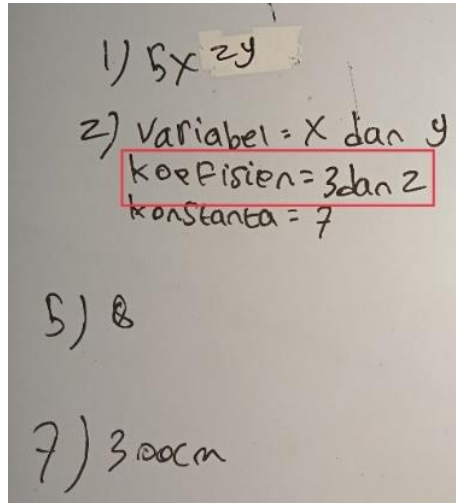 1) 5x 2y
2) Variabel = x dan y
koefisien = 3 dan 2
konstanta = 7
5) 8
7) 300cm